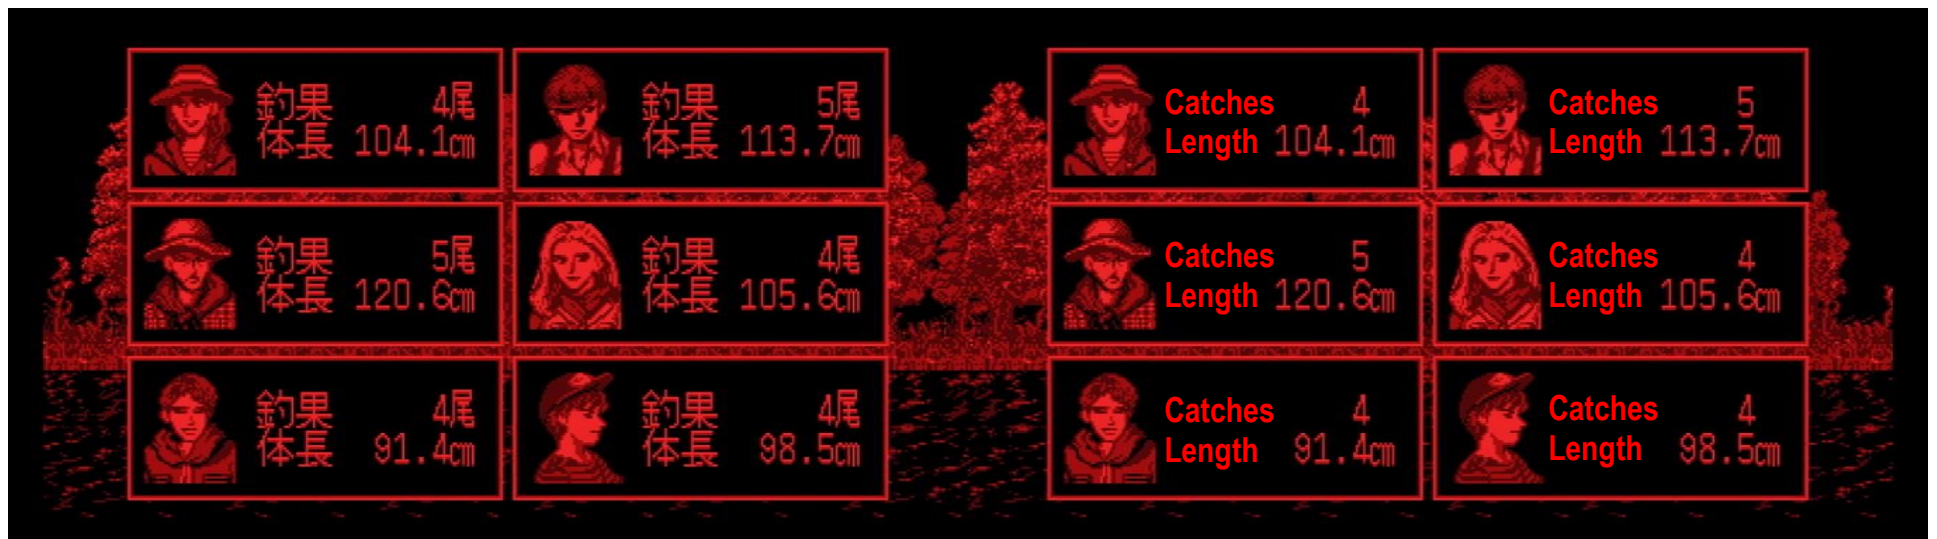 釣果 4尾
体長 104.1cm
釣果 5尾
体長 113.7cm
釣果 5尾
体長 120.6cm
釣果 4尾
体長 105.6cm
釣果 4尾
体長 91.4cm
釣果 4尾
体長 98.5cm
Catches 4
Length 104.1cm
Catches 5
Length 113.7cm
Catches 5
Length 120.6cm
Catches 4
Length 105.6cm
Catches 4
Length 91.4cm
Catches 4
Length 98.5cm